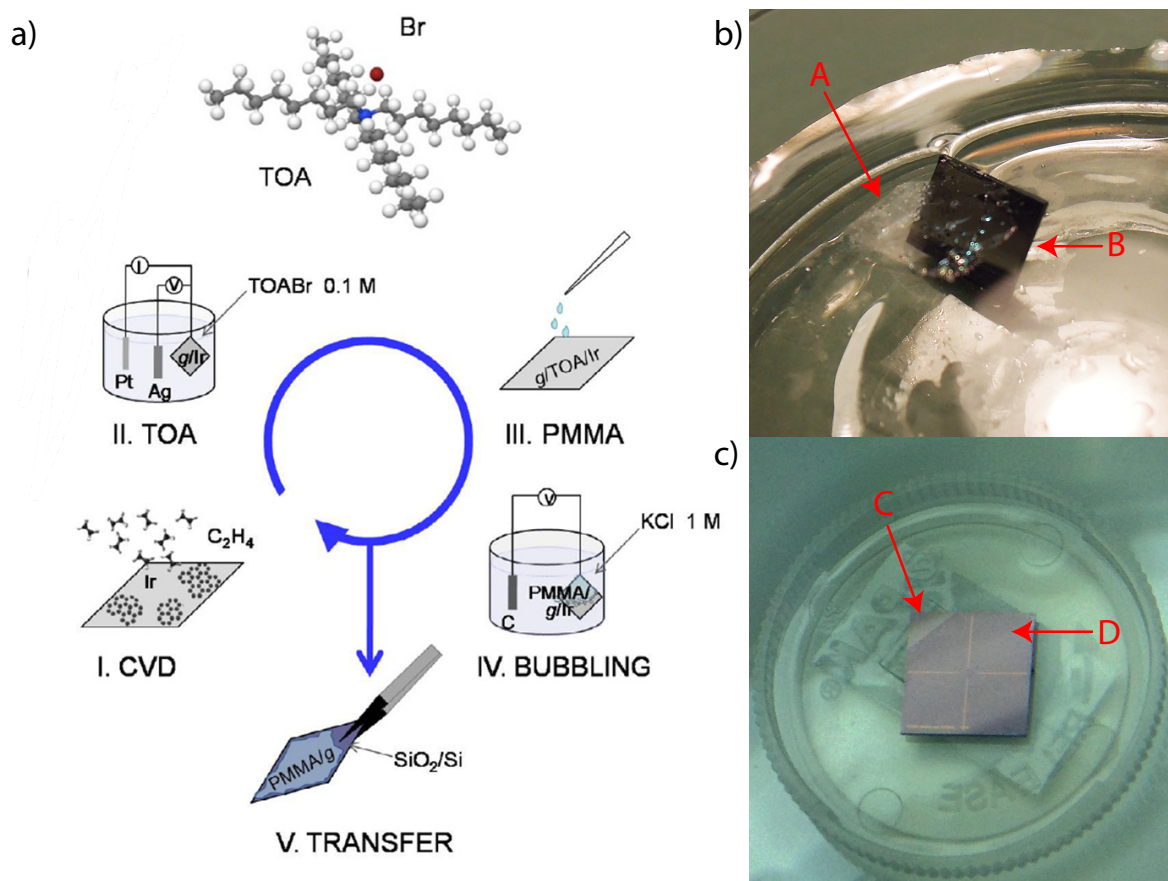 a)
Br
TOA
I
V
TOABr 0.1 M
g/Ir
Pt
Ag
II. TOA
g/TOA/Ir
III. PMMA
C₂H₄
Ir
I. CVD
V
KCl 1 M
PMMA/
g/Ir
C
IV. BUBBLING
PMMA/g
SiO₂/Si
V. TRANSFER
b)
A
B
c)
C
D